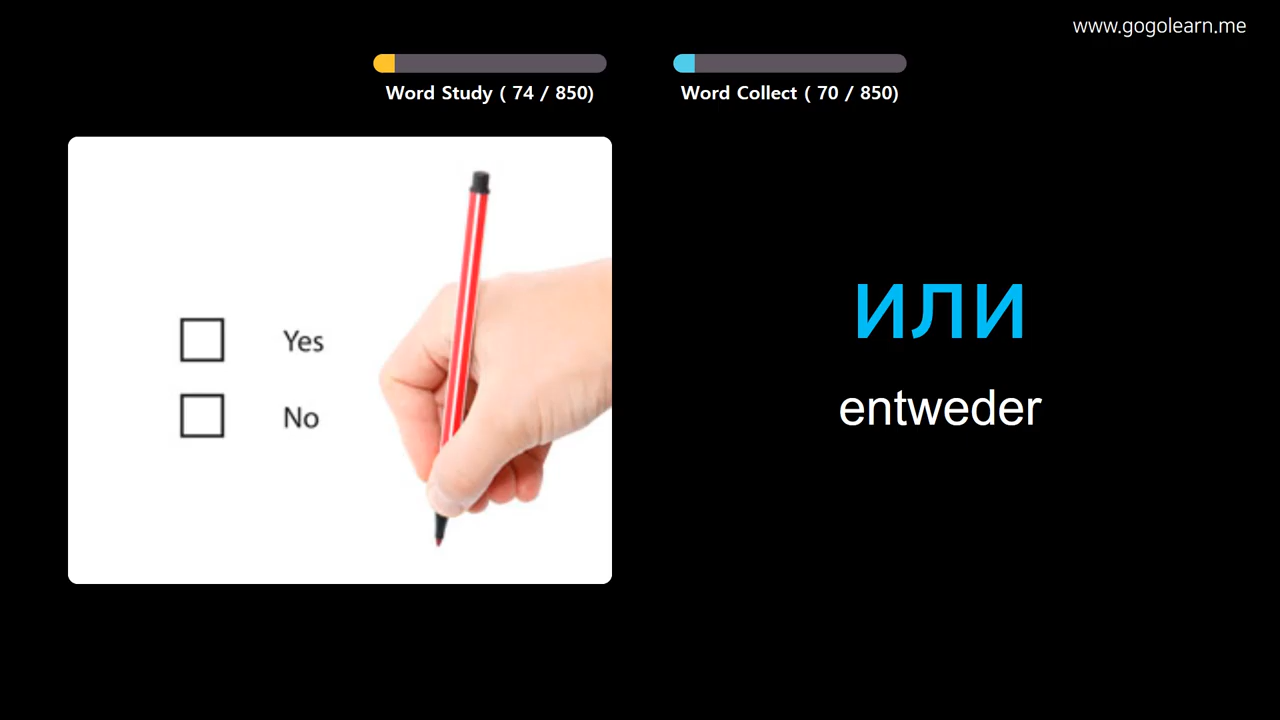 www.gogolearn.me
Word Study ( 74 / 850)
Word Collect ( 70 / 850)
Yes
No
или
entweder